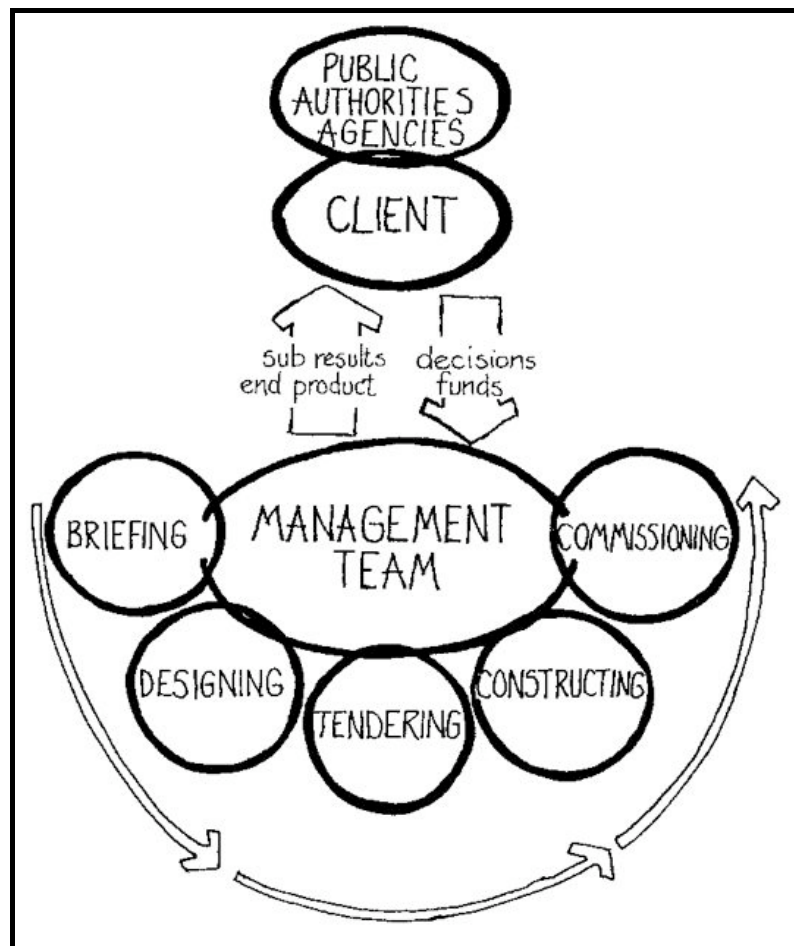 PUBLIC
AUTHORITIES
AGENCIES
CLIENT
sub results
end product
decisions
funds
MANAGEMENT
TEAM
BRIEFING
COMMISSIONING
DESIGNING
TENDERING
CONSTRUCTING